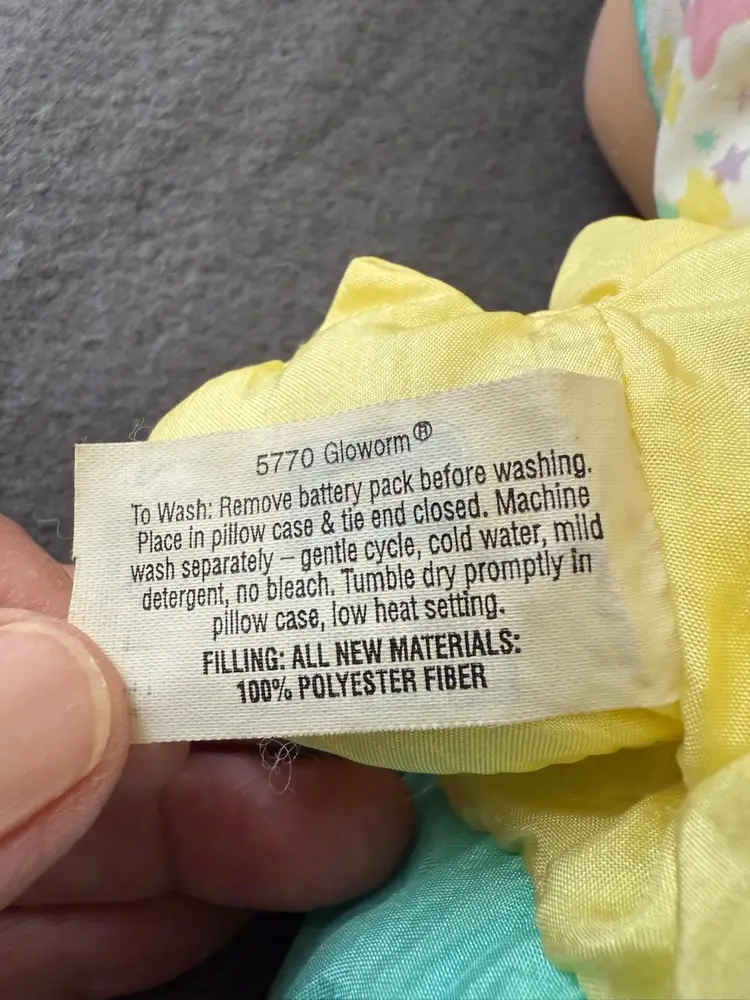 5770 Gloworm®
To Wash: Remove battery pack before washing.
Place in pillow case & tie end closed. Machine
wash separately – gentle cycle, cold water, mild
detergent, no bleach. Tumble dry promptly in
pillow case, low heat setting.
FILLING: ALL NEW MATERIALS:
100% POLYESTER FIBER